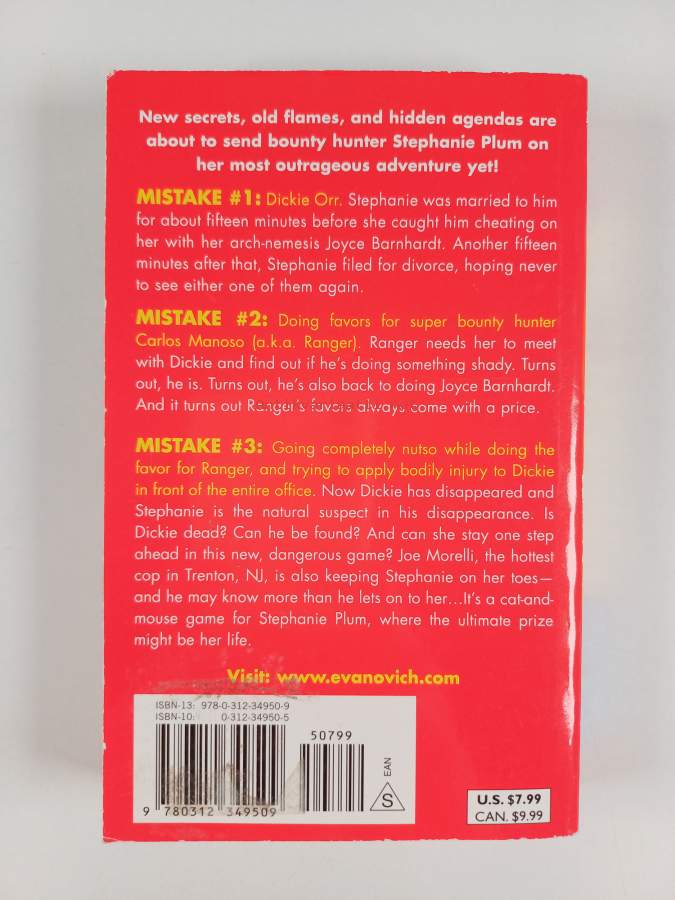 New secrets, old flames, and hidden agendas are
about to send bounty hunter Stephanie Plum on
her most outrageous adventure yet!
MISTAKE #1: Dickie Orr. Stephanie was married to him
for about fifteen minutes before she caught him cheating on
her with her arch-nemesis Joyce Barnhardt. Another fifteen
minutes after that, Stephanie filed for divorce, hoping never
to see either one of them again.
MISTAKE #2: Doing favors for super bounty hunter
Carlos Manoso (a.k.a. Ranger). Ranger needs her to meet
with Dickie and find out if he's doing something shady. Turns
out, he is. Turns out, he's also back to doing Joyce Barnhardt.
And it turns out Ranger's favors always come with a price.
MISTAKE #3: Going completely nutso while doing the
favor for Ranger, and trying to apply bodily injury to Dickie
in front of the entire office. Now Dickie has disappeared and
Stephanie is the natural suspect in his disappearance. Is
Dickie dead? Can he be found? And can she stay one step
ahead in this new, dangerous game? Joe Morelli, the hottest
cop in Trenton, NJ, is also keeping Stephanie on her toes—
and he may know more than he lets on to her...It's a cat-and-
mouse game for Stephanie Plum, where the ultimate prize
might be her life.
Visit: www.evanovich.com
ISBN-13: 978-0-312-34950-9
ISBN-10: 0-312-34950-5
50799
EAN
S
9 780312 349509
U.S. $7.99
CAN. $9.99